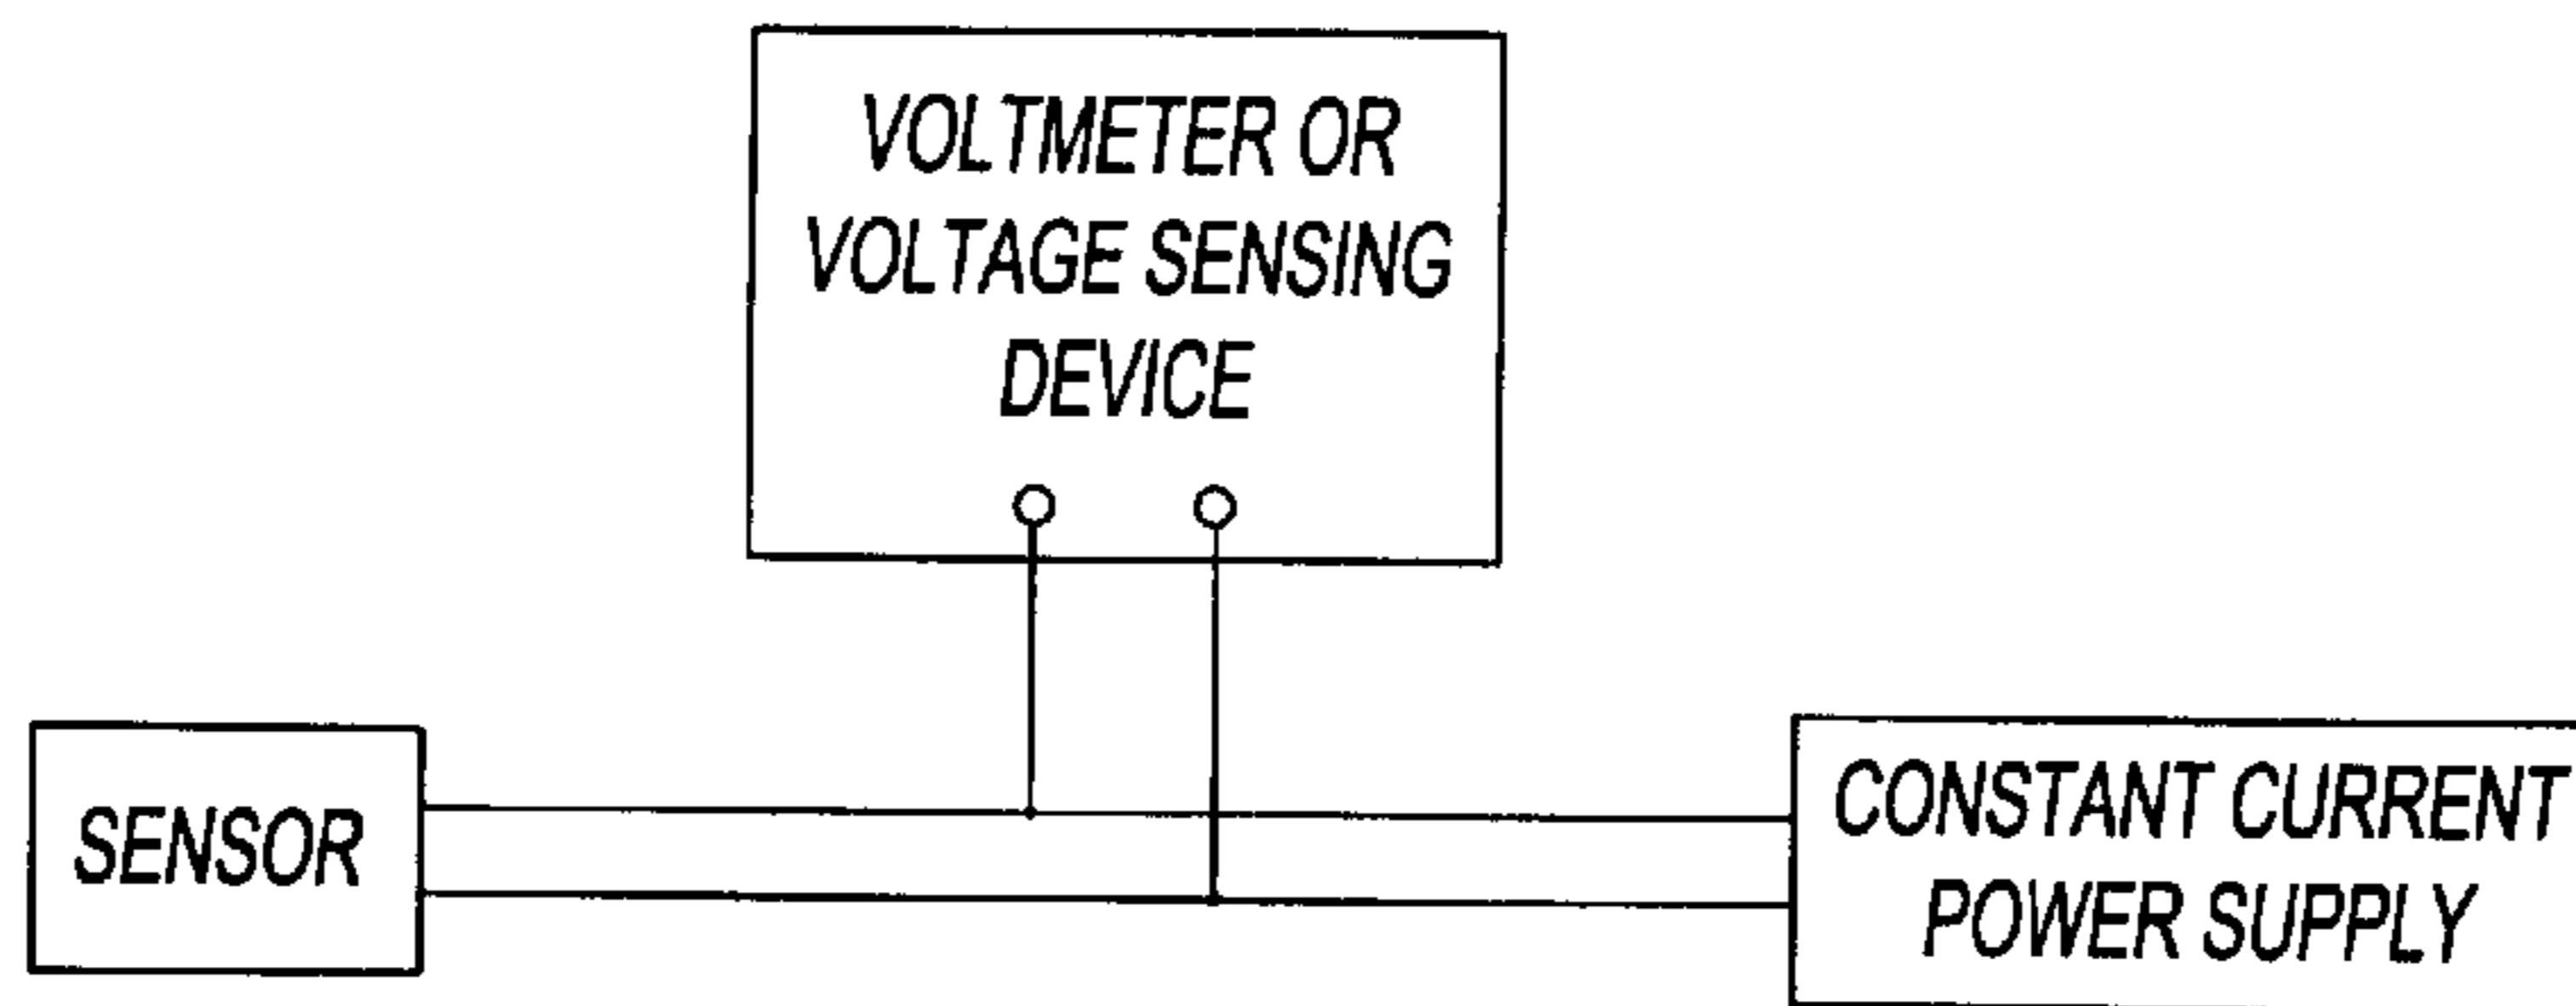 VOLTMETER OR
VOLTAGE SENSING
DEVICE
SENSOR
CONSTANT CURRENT
POWER SUPPLY